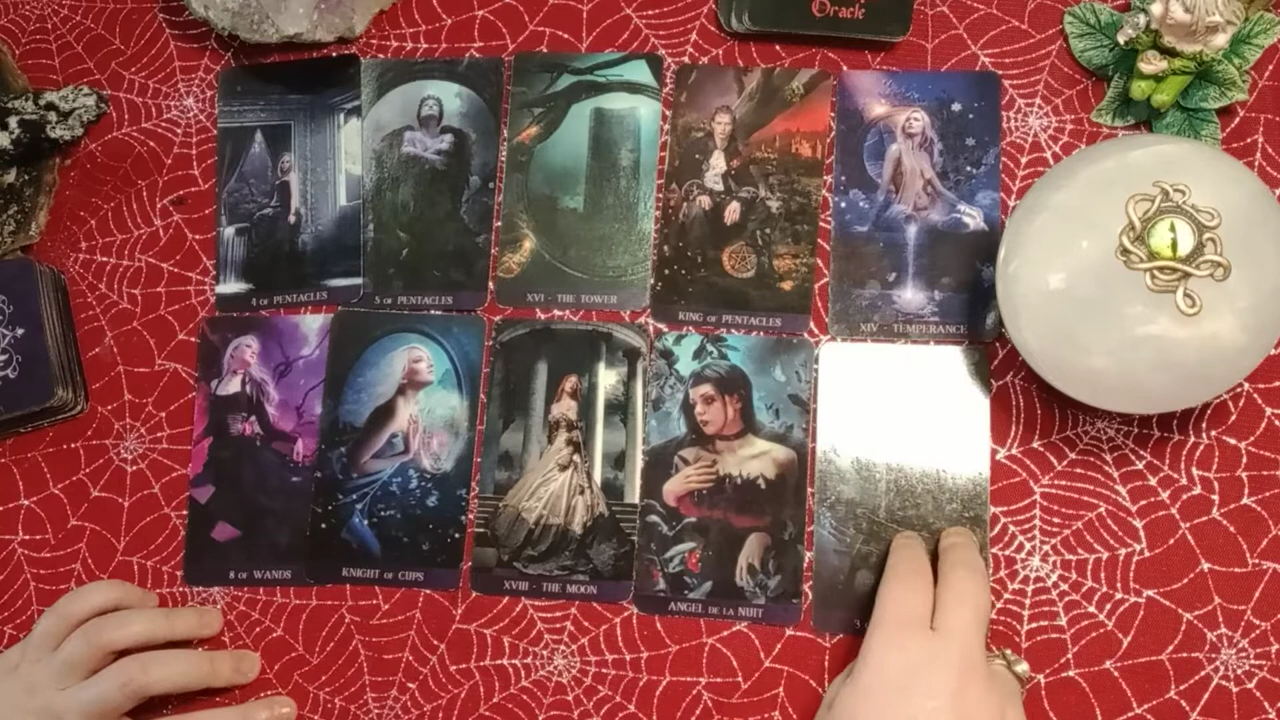 Oracle
4 OF PENTACLES
5 OF PENTACLES
XVI - THE TOWER
KING OF PENTACLES
XIV - TEMPERANCE
8 OF WANDS
KNIGHT OF CUPS
XVIII - THE MOON
ANGEL DE LA NUIT
3